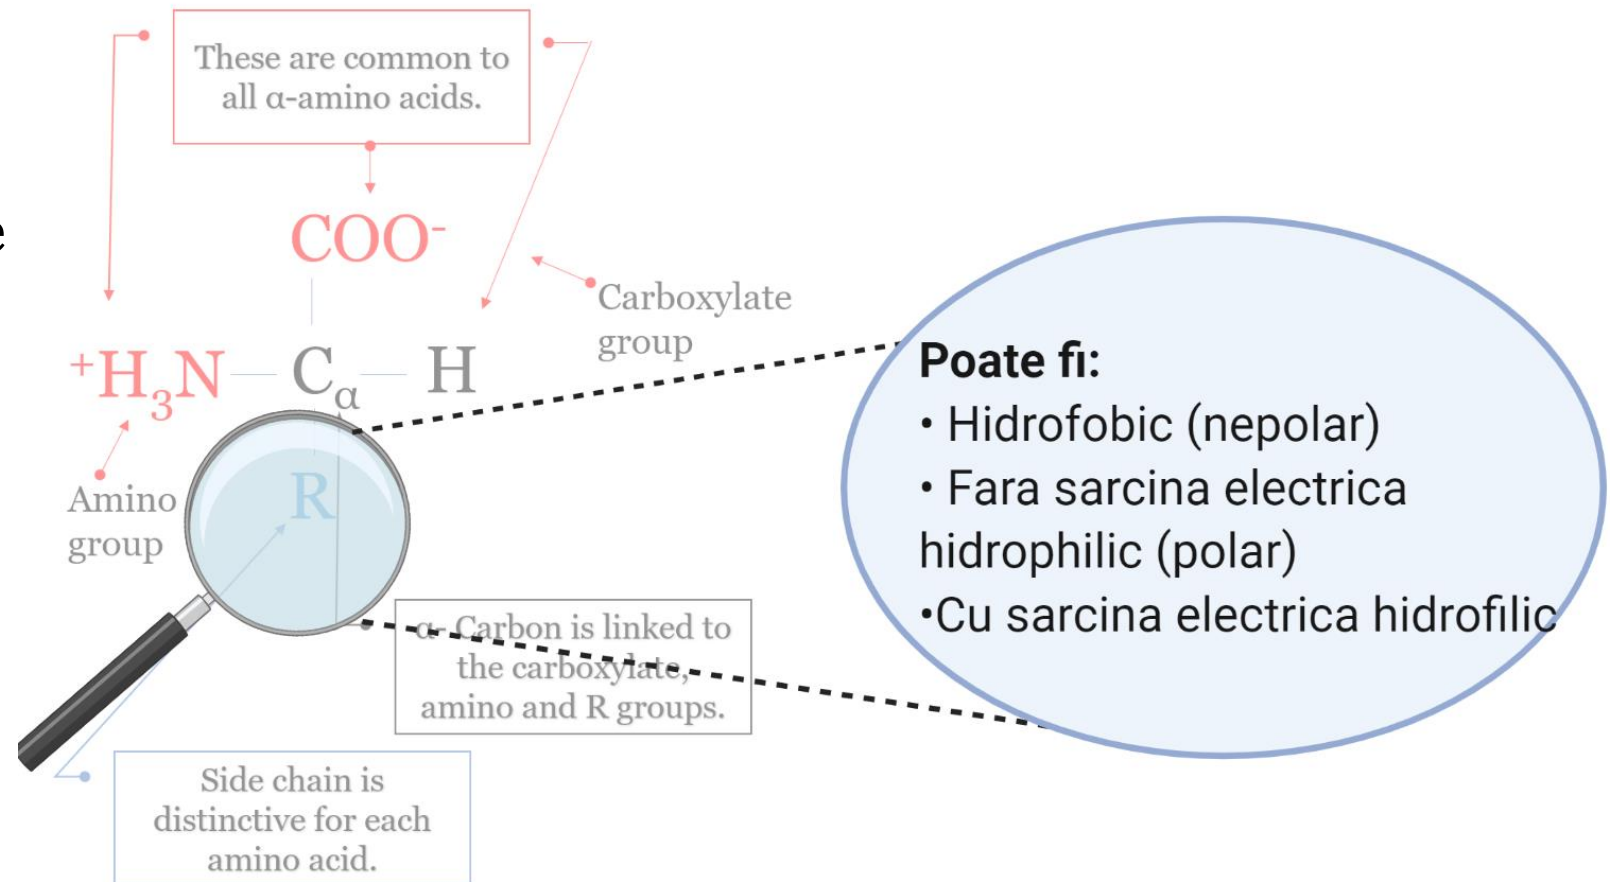 These are common to
all α-amino acids.
e
COO-
Carboxylate
group
+H3N
Cα
H
Poate fi:
• Hidrofobic (nepolar)
• Fara sarcina electrica
hidrophilic (polar)
•Cu sarcina electrica hidrofilic
R
Amino
group
α- Carbon is linked to
the carboxylate,
amino and R groups.
Side chain is
distinctive for each
amino acid.